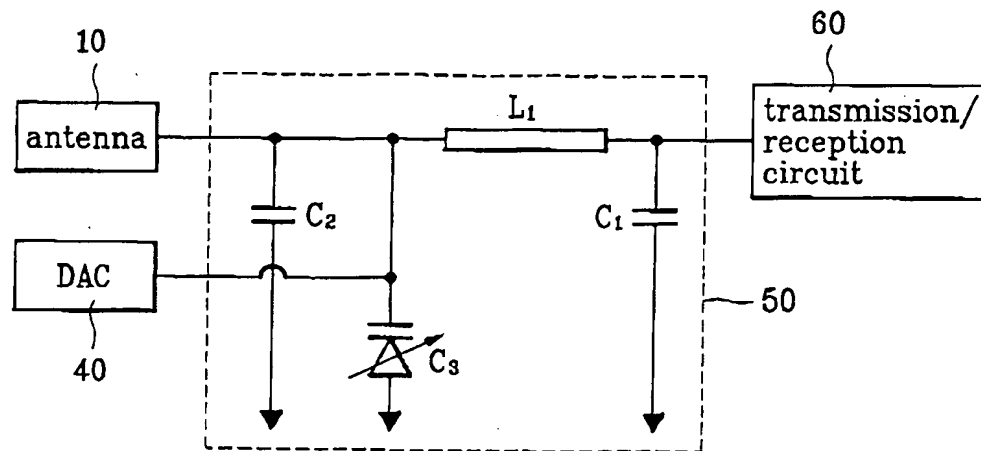 10
antenna
DAC
40
C₂
C₃
L₁
C₁
50
60
transmission/
reception
circuit